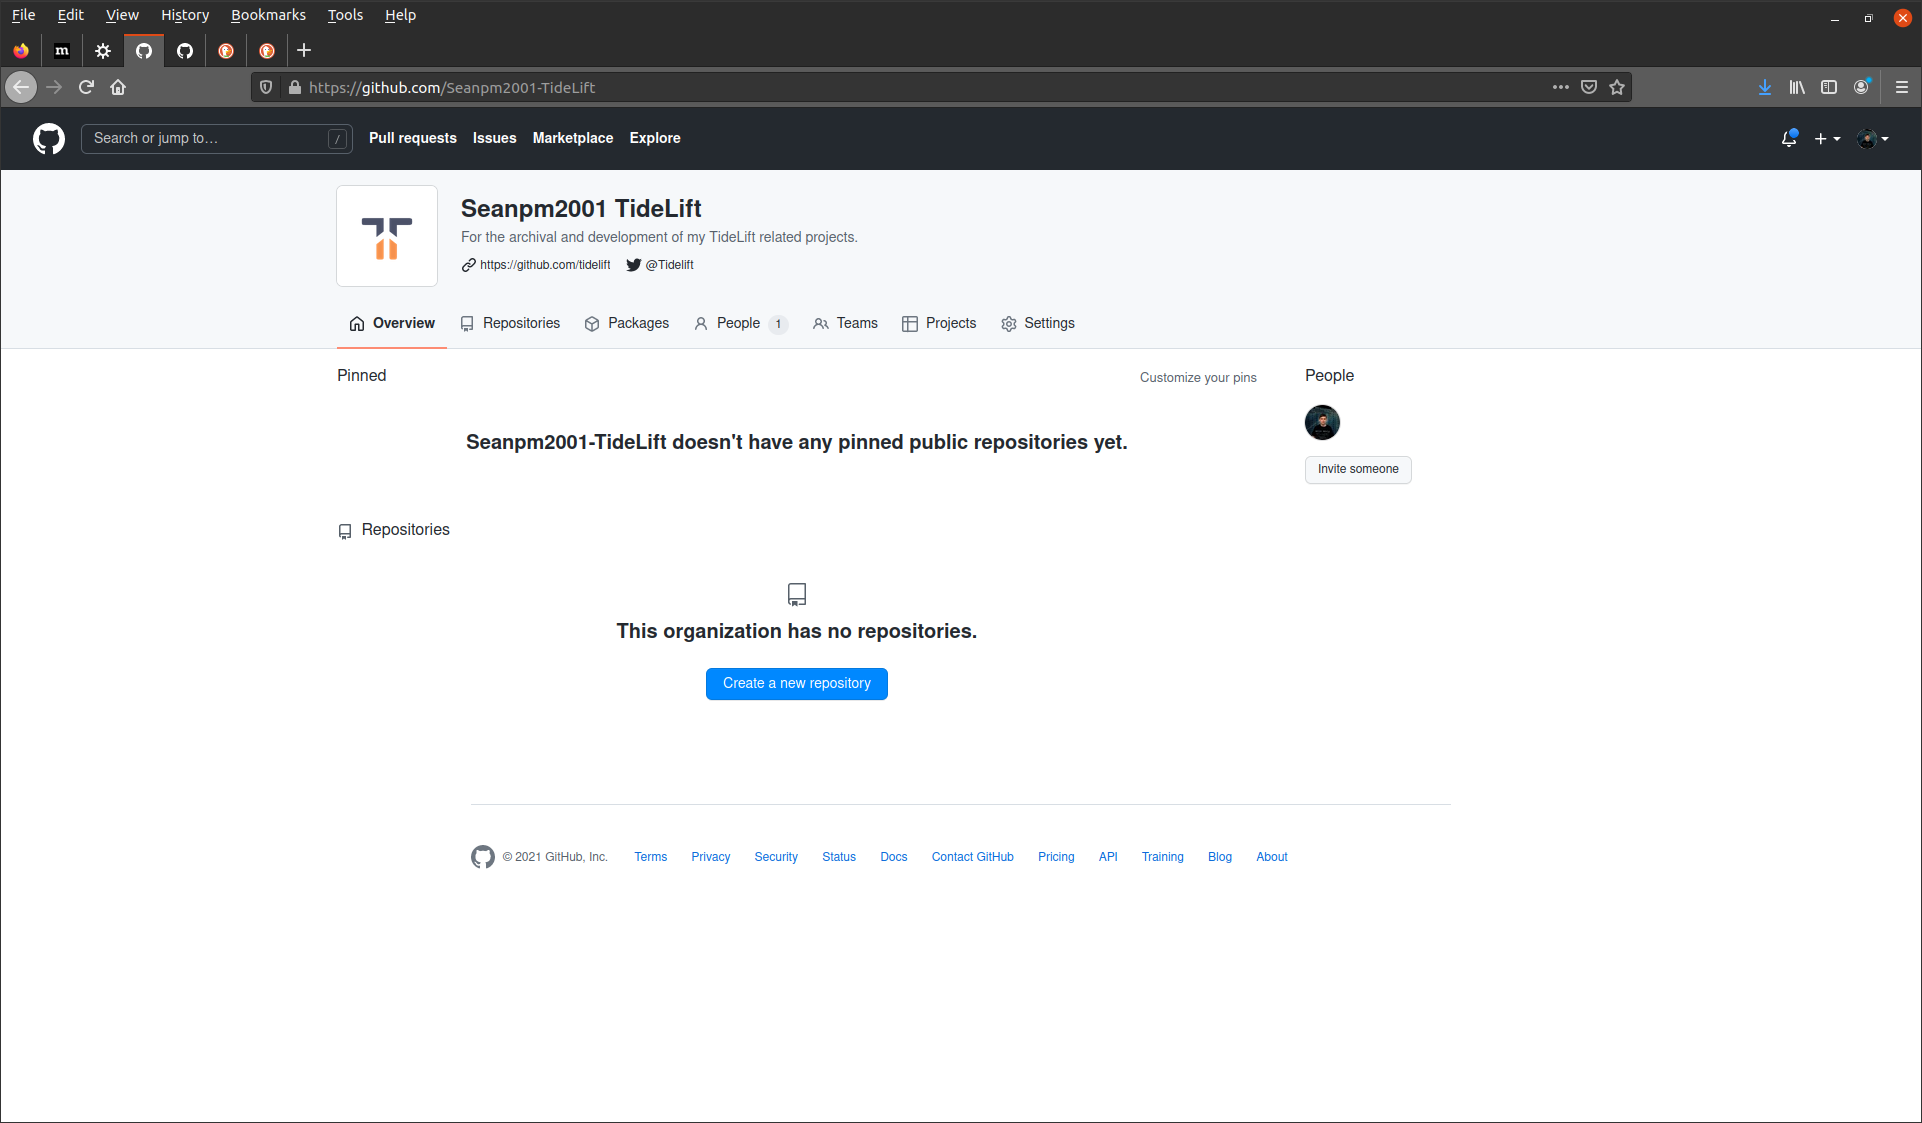 File Edit View History Bookmarks Tools Help
m
https://github.com/Seanpm2001-TideLift
Search or jump to… / Pull requests Issues Marketplace Explore
Seanpm2001 TideLift
For the archival and development of my TideLift related projects.
https://github.com/tidelift @Tidelift
Overview Repositories Packages People 1 Teams Projects Settings
Pinned Customize your pins People
Seanpm2001-TideLift doesn't have any pinned public repositories yet.
Invite someone
Repositories
This organization has no repositories.
Create a new repository
© 2021 GitHub, Inc. Terms Privacy Security Status Docs Contact GitHub Pricing API Training Blog About